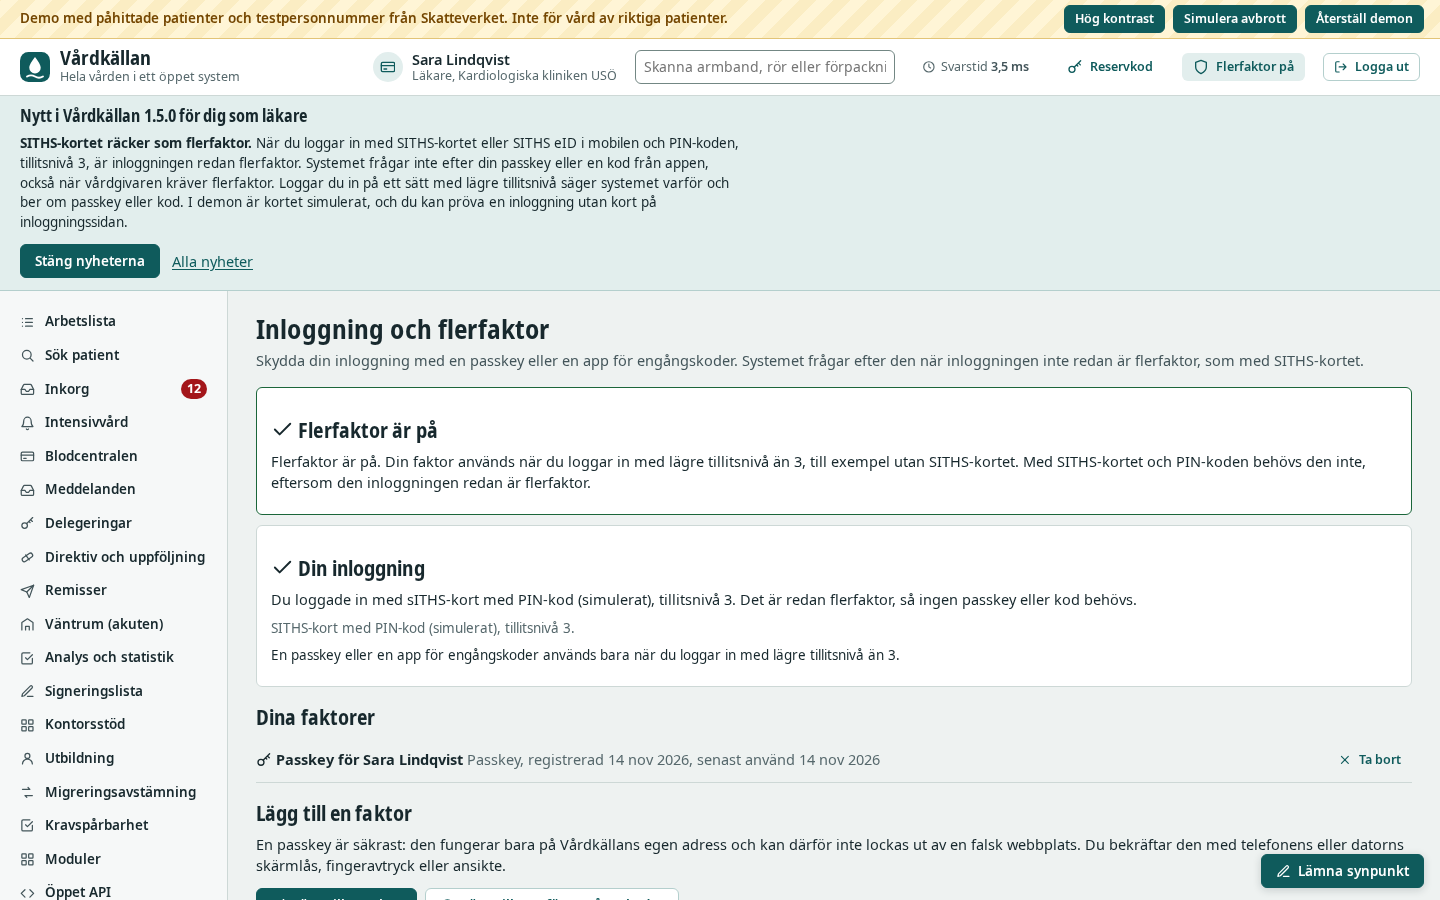 Demo med påhittade patienter och testpersonnummer från Skatteverket. Inte för vård av riktiga patienter.
Hög kontrast
Simulera avbrott
Återställ demon
Vårdkällan
Hela vården i ett öppet system
Sara Lindqvist
Läkare, Kardiologiska kliniken USÖ
Skanna armband, rör eller förpackni
Svarstid 3,5 ms
Reservkod
Flerfaktor på
Logga ut
Nytt i Vårdkällan 1.5.0 för dig som läkare
SITHS-kortet räcker som flerfaktor. När du loggar in med SITHS-kortet eller SITHS eID i mobilen och PIN-koden,
tillitsnivå 3, är inloggningen redan flerfaktor. Systemet frågar inte efter din passkey eller en kod från appen,
också när vårdgivaren kräver flerfaktor. Loggar du in på ett sätt med lägre tillitsnivå säger systemet varför och
ber om passkey eller kod. I demon är kortet simulerat, och du kan pröva en inloggning utan kort på
inloggningssidan.
Stäng nyheterna
Alla nyheter
Arbetslista
Sök patient
Inkorg
12
Intensivvård
Blodcentralen
Meddelanden
Delegeringar
Direktiv och uppföljning
Remisser
Väntrum (akuten)
Analys och statistik
Signeringslista
Kontorsstöd
Utbildning
Migreringsavstämning
Kravspårbarhet
Moduler
Öppet API
Inloggning och flerfaktor
Skydda din inloggning med en passkey eller en app för engångskoder. Systemet frågar efter den när inloggningen inte redan är flerfaktor, som med SITHS-kortet.
Flerfaktor är på
Flerfaktor är på. Din faktor används när du loggar in med lägre tillitsnivå än 3, till exempel utan SITHS-kortet. Med SITHS-kortet och PIN-koden behövs den inte,
eftersom den inloggningen redan är flerfaktor.
Din inloggning
Du loggade in med sITHS-kort med PIN-kod (simulerat), tillitsnivå 3. Det är redan flerfaktor, så ingen passkey eller kod behövs.
SITHS-kort med PIN-kod (simulerat), tillitsnivå 3.
En passkey eller en app för engångskoder används bara när du loggar in med lägre tillitsnivå än 3.
Dina faktorer
Passkey för Sara Lindqvist Passkey, registrerad 14 nov 2026, senast använd 14 nov 2026
Ta bort
Lägg till en faktor
En passkey är säkrast: den fungerar bara på Vårdkällans egen adress och kan därför inte lockas ut av en falsk webbplats. Du bekräftar den med telefonens eller datorns
skärmlås, fingeravtryck eller ansikte.
Lämna synpunkt